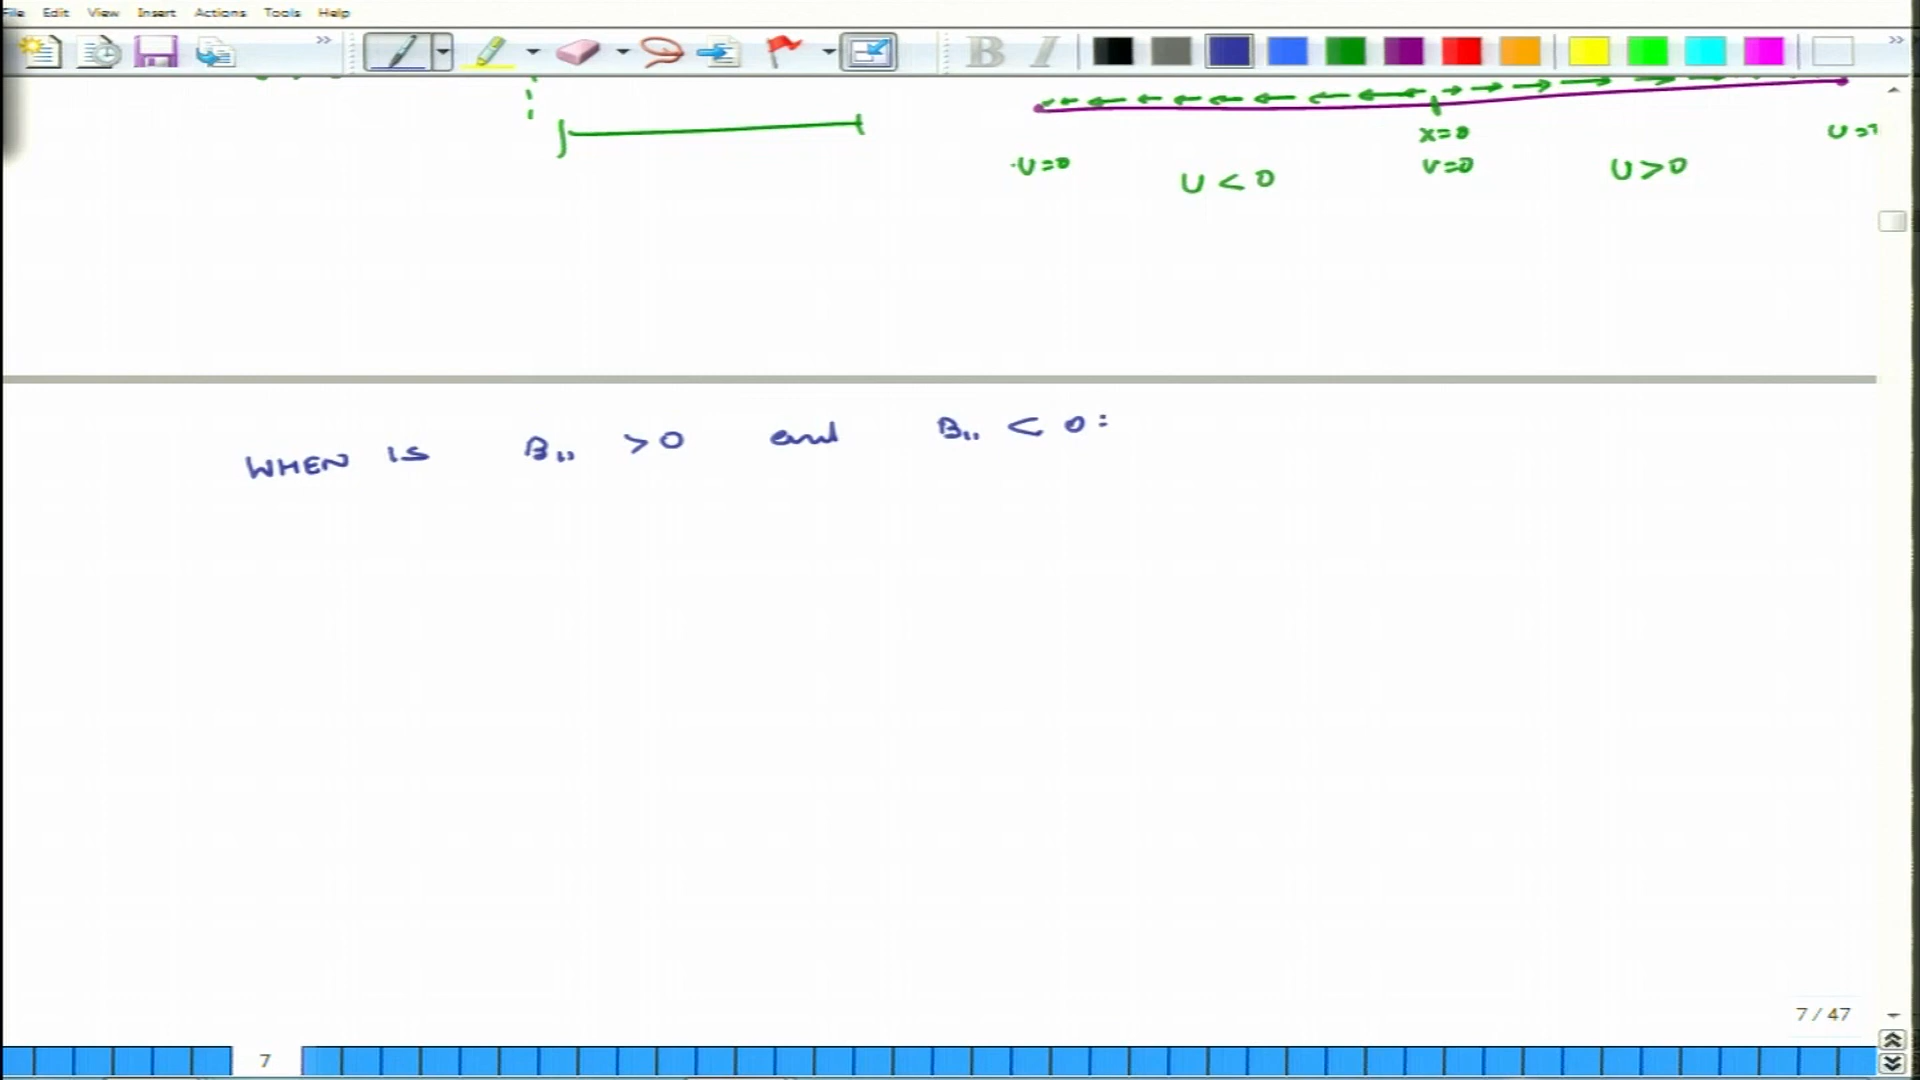 File Edit View Insert Actions Tools Help
B I
x=0
U=0 U < 0 v=0 U>0
WHEN IS B₁₁ >0 and B₁₁ < 0:
7 / 47
7